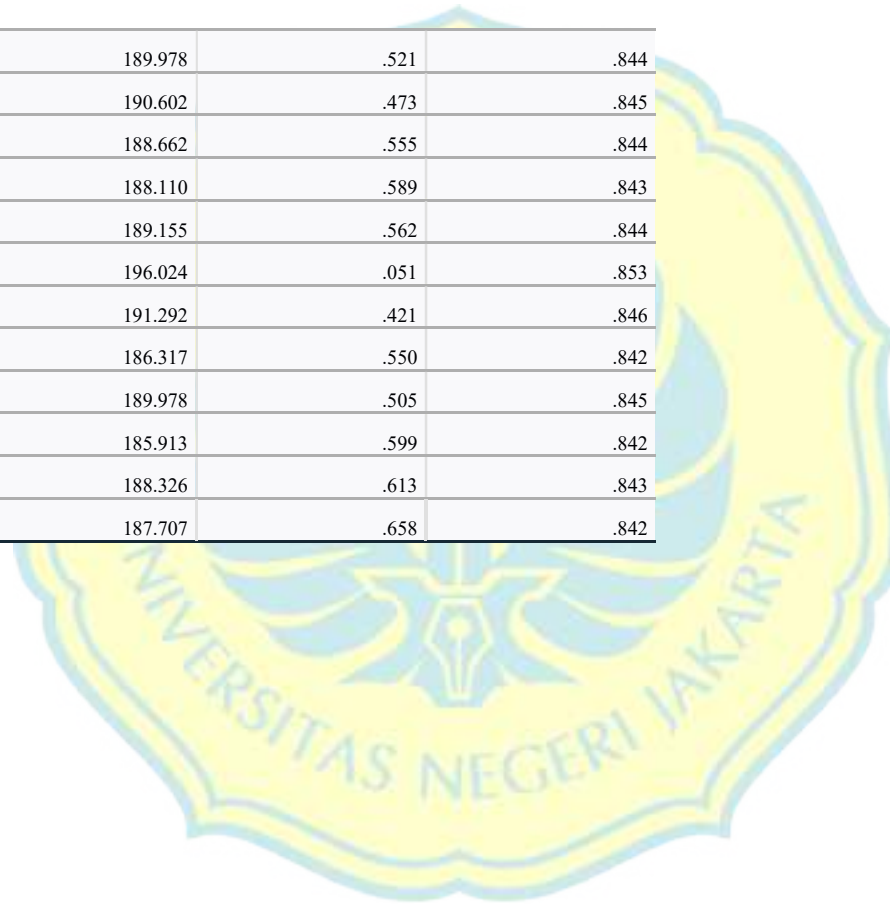 189.978 .521 .844
190.602 .473 .845
188.662 .555 .844
188.110 .589 .843
189.155 .562 .844
196.024 .051 .853
191.292 .421 .846
186.317 .550 .842
189.978 .505 .845
185.913 .599 .842
188.326 .613 .843
187.707 .658 .842
NIVERSITAS NEGERI JAKARTA